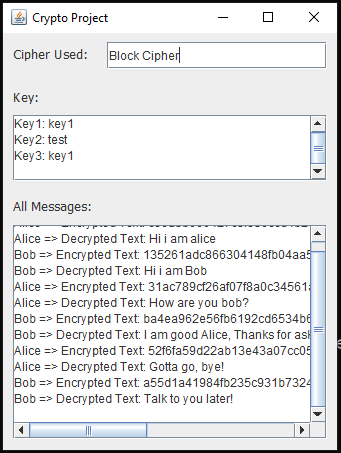 Crypto Project
Cipher Used: Block Cipher
Key:
Key1: key1
Key2: test
Key3: key1
All Messages:
Alice => Decrypted Text: Hi i am alice
Bob => Encrypted Text: 135261adc866304148fb04aa5
Bob => Decrypted Text: Hi i am Bob
Alice => Encrypted Text: 31ac789cf26af07f8a0c34561a
Alice => Decrypted Text: How are you bob?
Bob => Encrypted Text: ba4ea962e56fb6192cd6534b6
Bob => Decrypted Text: I am good Alice, Thanks for ask
Alice => Encrypted Text: 52f6fa59d22ab13e43a07cc05
Alice => Decrypted Text: Gotta go, bye!
Bob => Encrypted Text: a55d1a41984fb235c931b7324
Bob => Decrypted Text: Talk to you later!